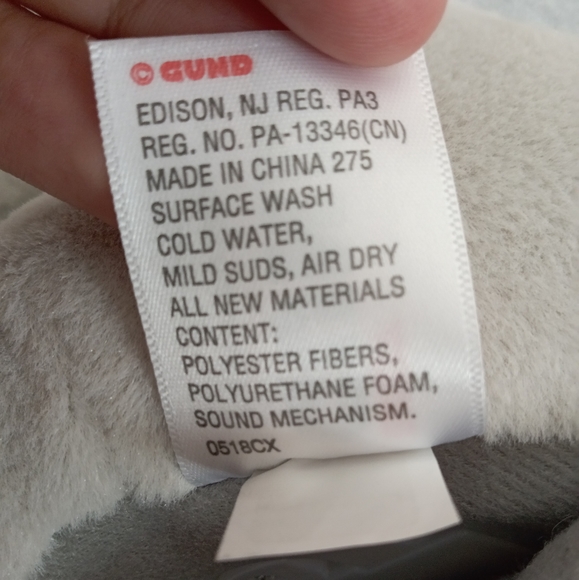 © GUND
EDISON, NJ REG. PA3
REG. NO. PA-13346(CN)
MADE IN CHINA 275
SURFACE WASH
COLD WATER,
MILD SUDS, AIR DRY
ALL NEW MATERIALS
CONTENT:
POLYESTER FIBERS,
POLYURETHANE FOAM,
SOUND MECHANISM.
0518CX